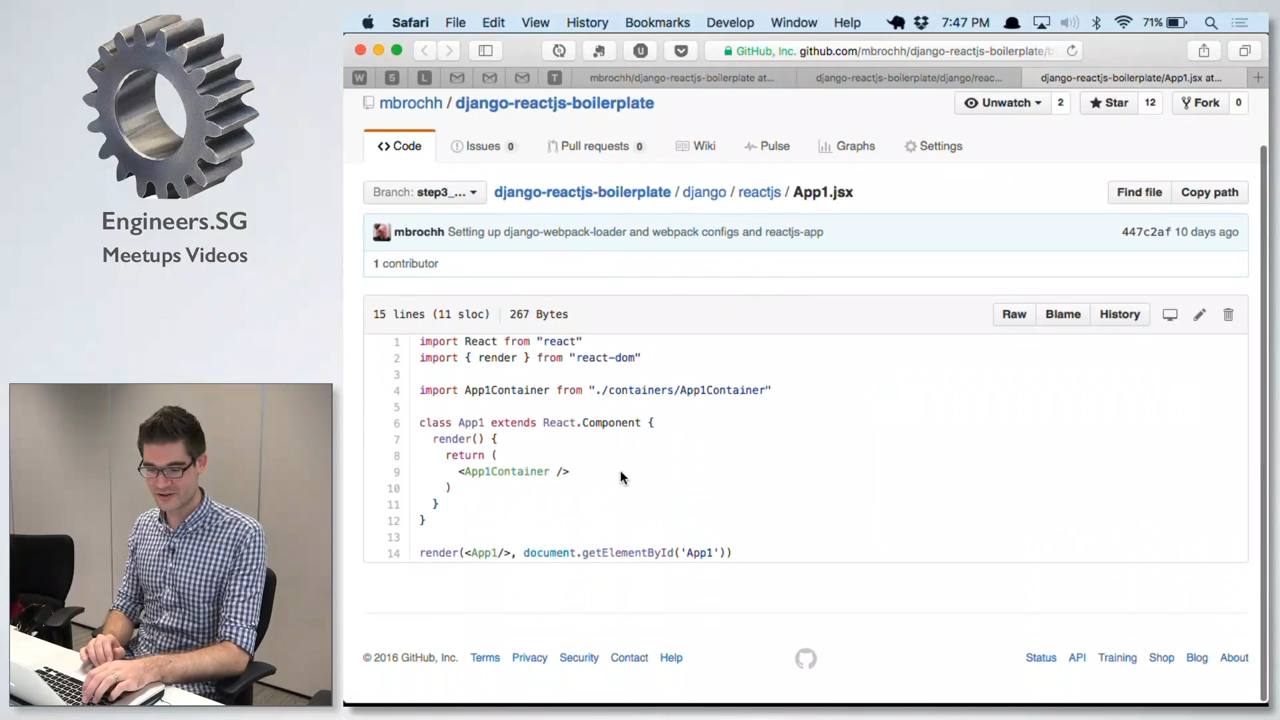 Engineers.SG
Meetups Videos
Safari File Edit View History Bookmarks Develop Window Help 7:47 PM 71%
GitHub, Inc. github.com/mbrochh/django-reactjs-boilerplate/b
W 5 L T mbrochh/django-reactjs-boilerplate at... django-reactjs-boilerplate/django/reac... django-reactjs-boilerplate/App1.jsx at...
mbrochh / django-reactjs-boilerplate
Unwatch 2 Star 12 Fork 0
Code Issues 0 Pull requests 0 Wiki Pulse Graphs Settings
Branch: step3_... django-reactjs-boilerplate / django / reactjs / App1.jsx Find file Copy path
mbrochh Setting up django-webpack-loader and webpack configs and reactjs-app 447c2af 10 days ago
1 contributor
15 lines (11 sloc) 267 Bytes Raw Blame History
1 import React from "react"
2 import { render } from "react-dom"
3
4 import App1Container from "./containers/App1Container"
5
6 class App1 extends React.Component {
7 render() {
8 return (
9 <App1Container />
10 )
11 }
12 }
13
14 render(<App1/>, document.getElementById('App1'))
© 2016 GitHub, Inc. Terms Privacy Security Contact Help Status API Training Shop Blog About